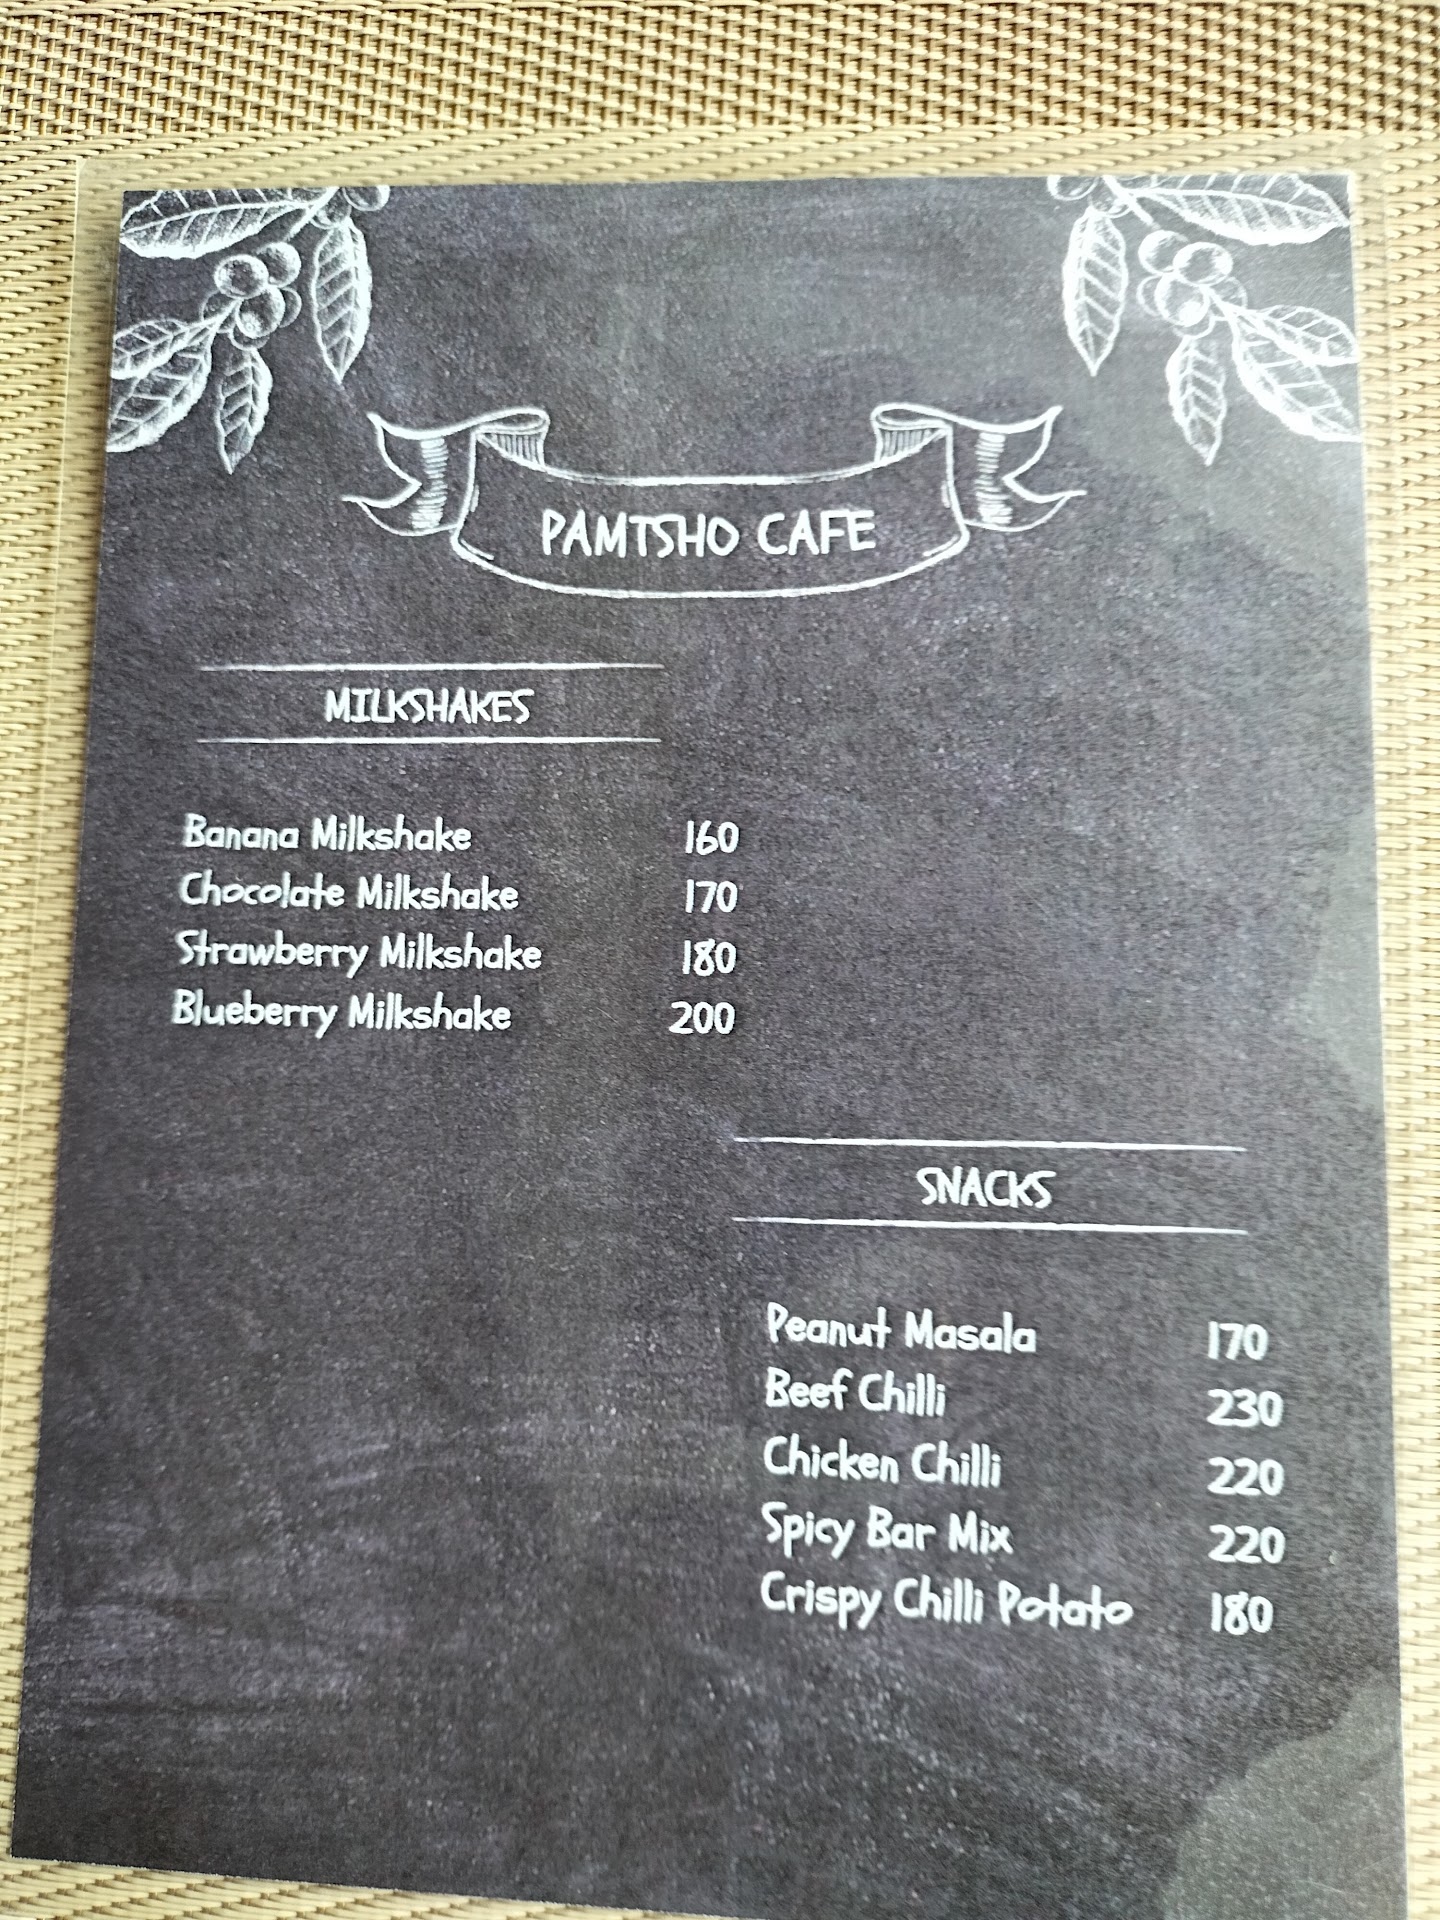 PAMTSHO CAFE
MILKSHAKES
Banana Milkshake 160
Chocolate Milkshake 170
Strawberry Milkshake 180
Blueberry Milkshake 200
SNACKS
Peanut Masala 170
Beef Chilli 230
Chicken Chilli 220
Spicy Bar Mix 220
Crispy Chilli Potato 180